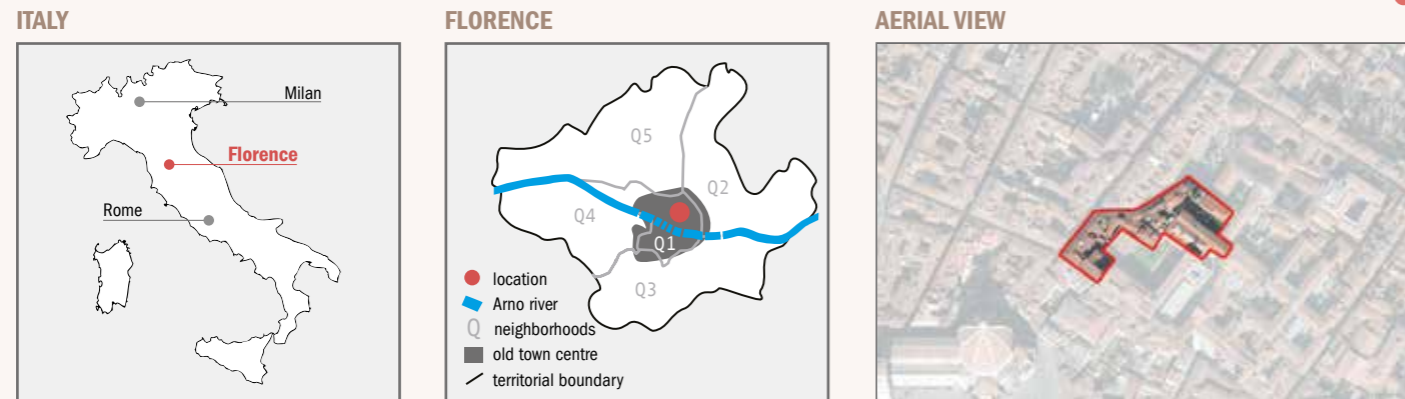 ITALY
Milan
Florence
Rome
FLORENCE
Q5
Q2
Q4
Q1
Q3
location
Arno river
Q neighborhoods
old town centre
territorial boundary
AERIAL VIEW